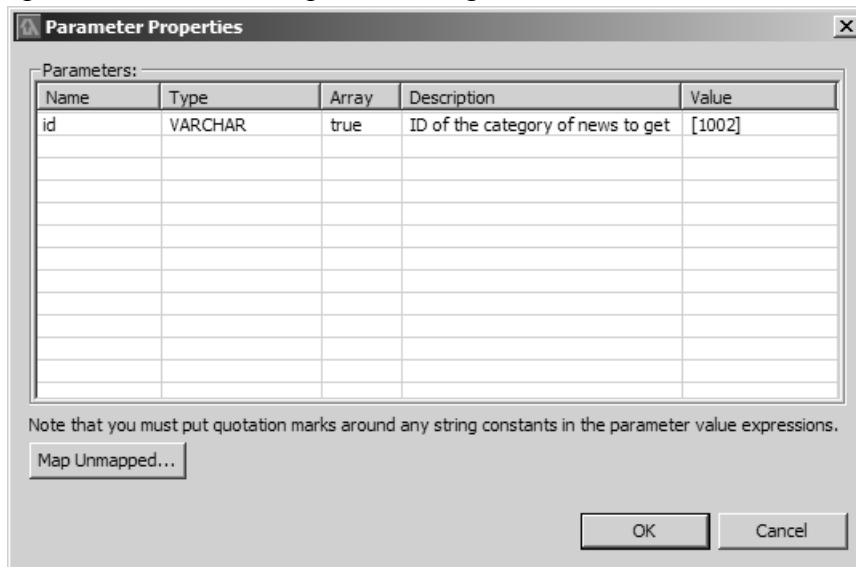 Parameter Properties
Parameters:
Name Type Array Description Value
id VARCHAR true ID of the category of news to get [1002]
Note that you must put quotation marks around any string constants in the parameter value expressions.
Map Unmapped...
OK Cancel